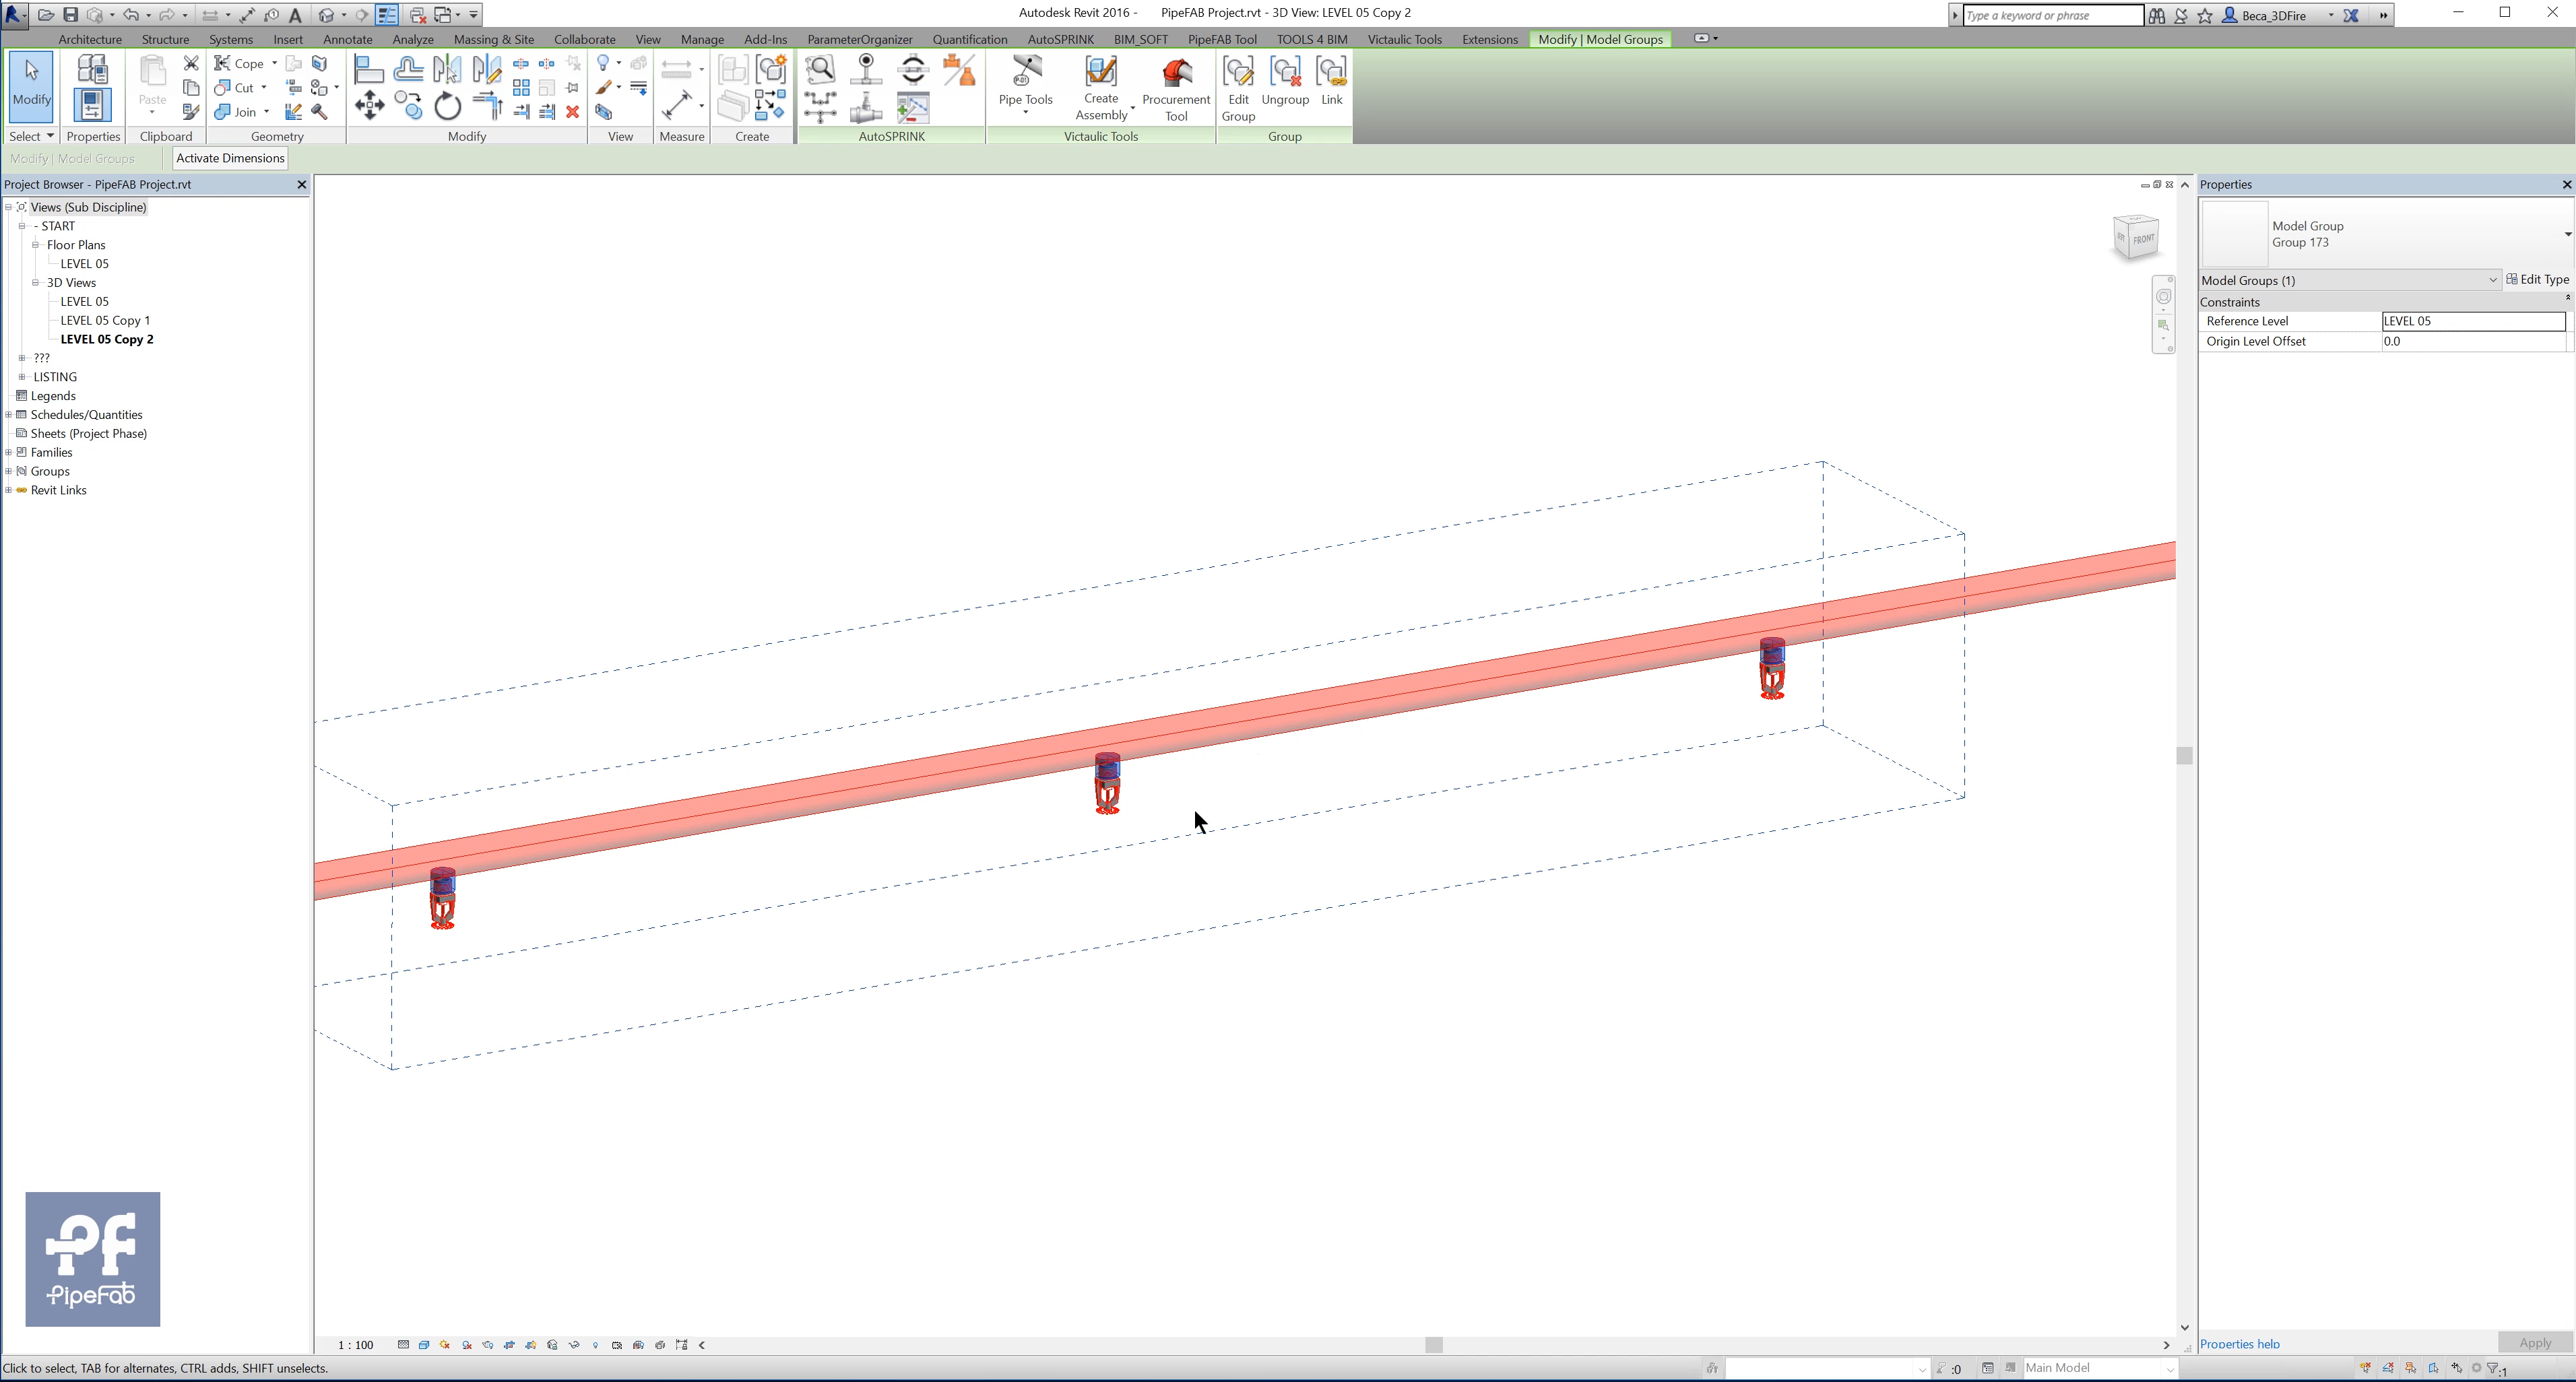 Autodesk Revit 2016 - PipeFAB Project.rvt - 3D View: LEVEL 05 Copy 2
Type a keyword or phrase
Beca_3DFire
Architecture Structure Systems Insert Annotate Analyze Massing & Site Collaborate View Manage Add-Ins ParameterOrganizer Quantification AutoSPRINK BIM_SOFT PipeFAB Tool TOOLS 4 BIM Victaulic Tools Extensions Modify | Model Groups
Modify
Paste
Cope
Cut
Join
Pipe Tools
Create Assembly
Procurement Tool
Edit Group
Ungroup
Link
Select Properties Clipboard Geometry Modify View Measure Create AutoSPRINK Victaulic Tools Group
Modify | Model Groups
Activate Dimensions
Project Browser - PipeFAB Project.rvt
Views (Sub Discipline)
- START
Floor Plans
LEVEL 05
3D Views
LEVEL 05
LEVEL 05 Copy 1
LEVEL 05 Copy 2
???
LISTING
Legends
Schedules/Quantities
Sheets (Project Phase)
Families
Groups
Revit Links
FRONT
Properties
Model Group
Group 173
Model Groups (1)
Edit Type
Constraints
Reference Level LEVEL 05
Origin Level Offset 0.0
PF
PipeFab
1 : 100
Properties help
Apply
Click to select, TAB for alternates, CTRL adds, SHIFT unselects.
:0
Main Model
:1